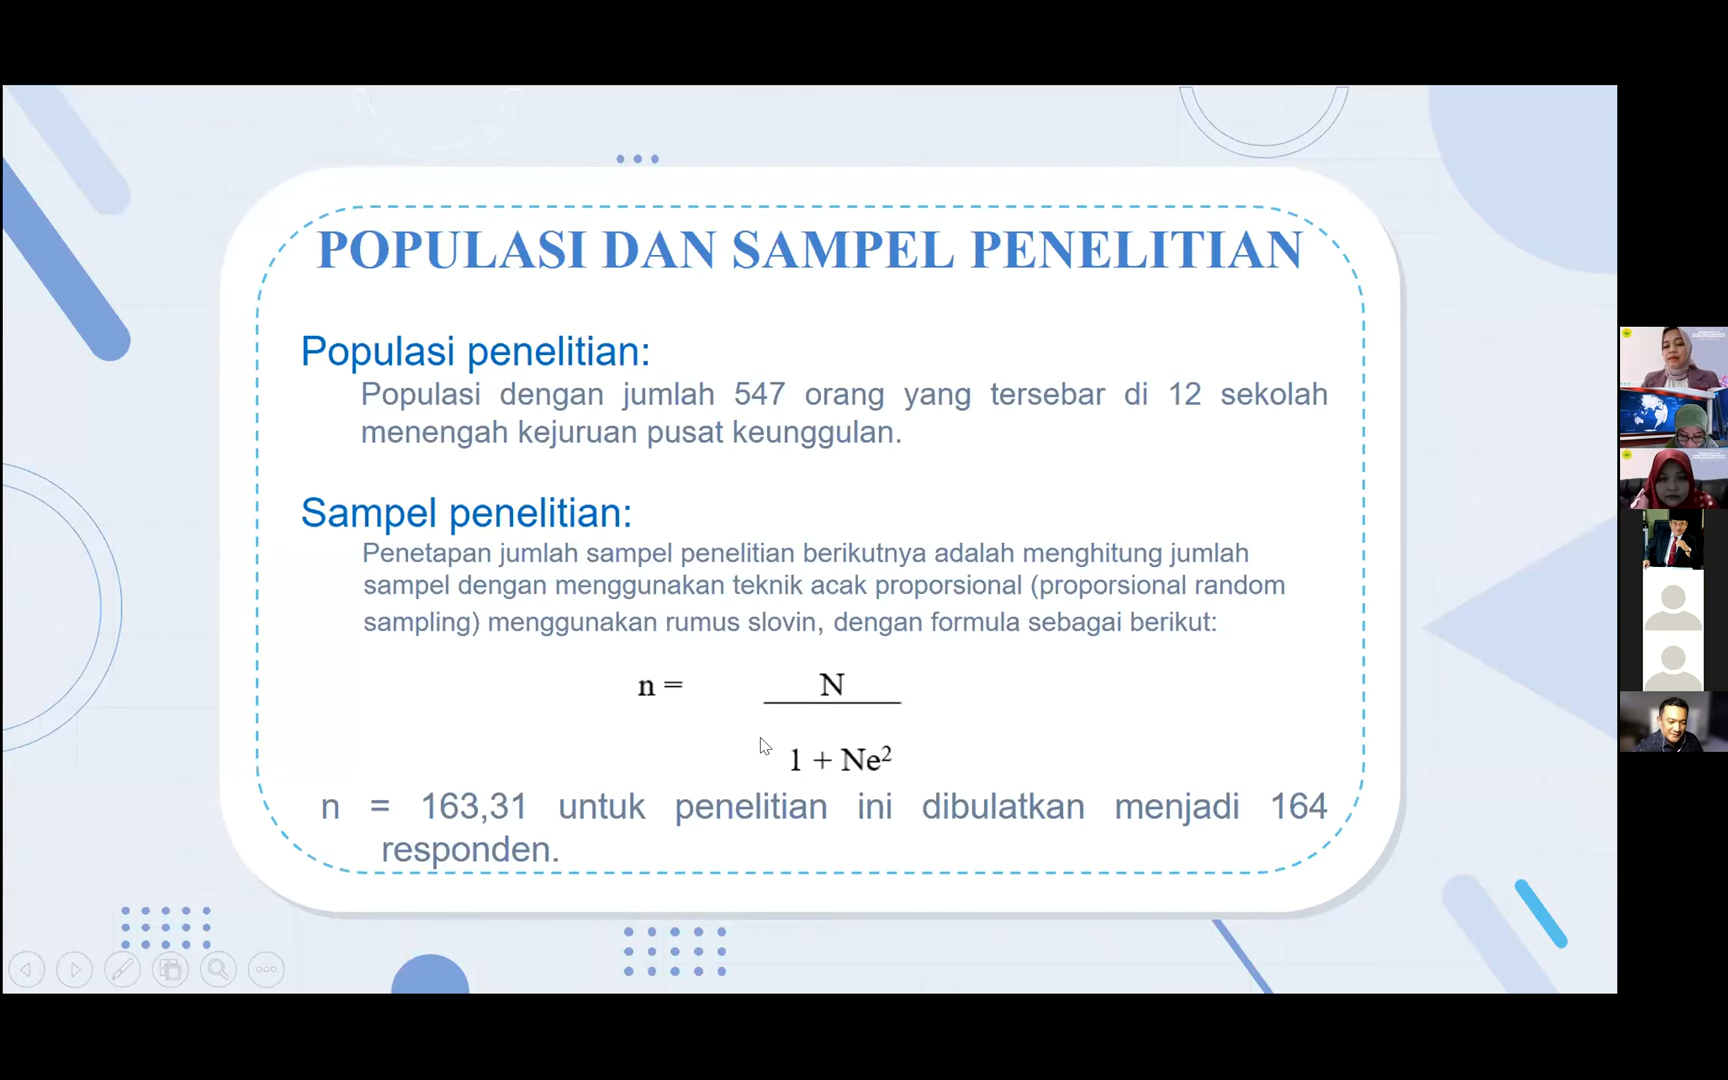 POPULASI DAN SAMPEL PENELITIAN
Populasi penelitian:
Populasi dengan jumlah 547 orang yang tersebar di 12 sekolah
menengah kejuruan pusat keunggulan.
Sampel penelitian:
Penetapan jumlah sampel penelitian berikutnya adalah menghitung jumlah
sampel dengan menggunakan teknik acak proporsional (proporsional random
sampling) menggunakan rumus slovin, dengan formula sebagai berikut:
n = N
1 + Ne²
n = 163,31 untuk penelitian ini dibulatkan menjadi 164
responden.